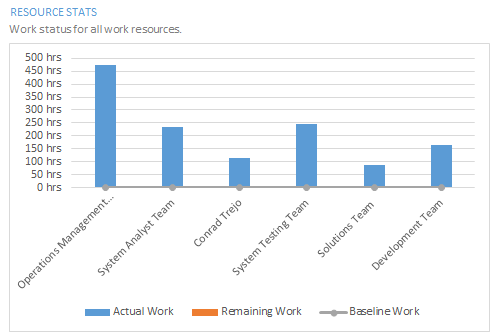 RESOURCE STATS
Work status for all work resources.
500 hrs
450 hrs
400 hrs
350 hrs
300 hrs
250 hrs
200 hrs
150 hrs
100 hrs
50 hrs
0 hrs
Operations Management...
System Analyst Team
Conrad Trejo
System Testing Team
Solutions Team
Development Team
Actual Work
Remaining Work
Baseline Work